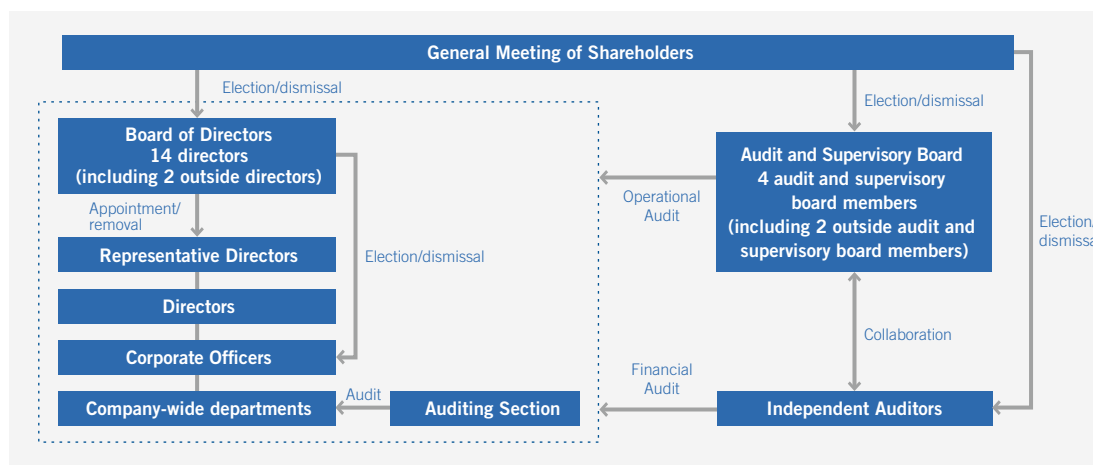 General Meeting of Shareholders
Election/dismissal
Election/dismissal
Board of Directors
14 directors
(including 2 outside directors)
Audit and Supervisory Board
4 audit and supervisory
board members
(including 2 outside audit and
supervisory board members)
Operational
Audit
Appointment/
removal
Election/
dismissa
Representative Directors
Election/dismissal
Directors
Collaboration
Corporate Officers
Financial
Audit
Company-wide departments
Audit
Auditing Section
Independent Auditors